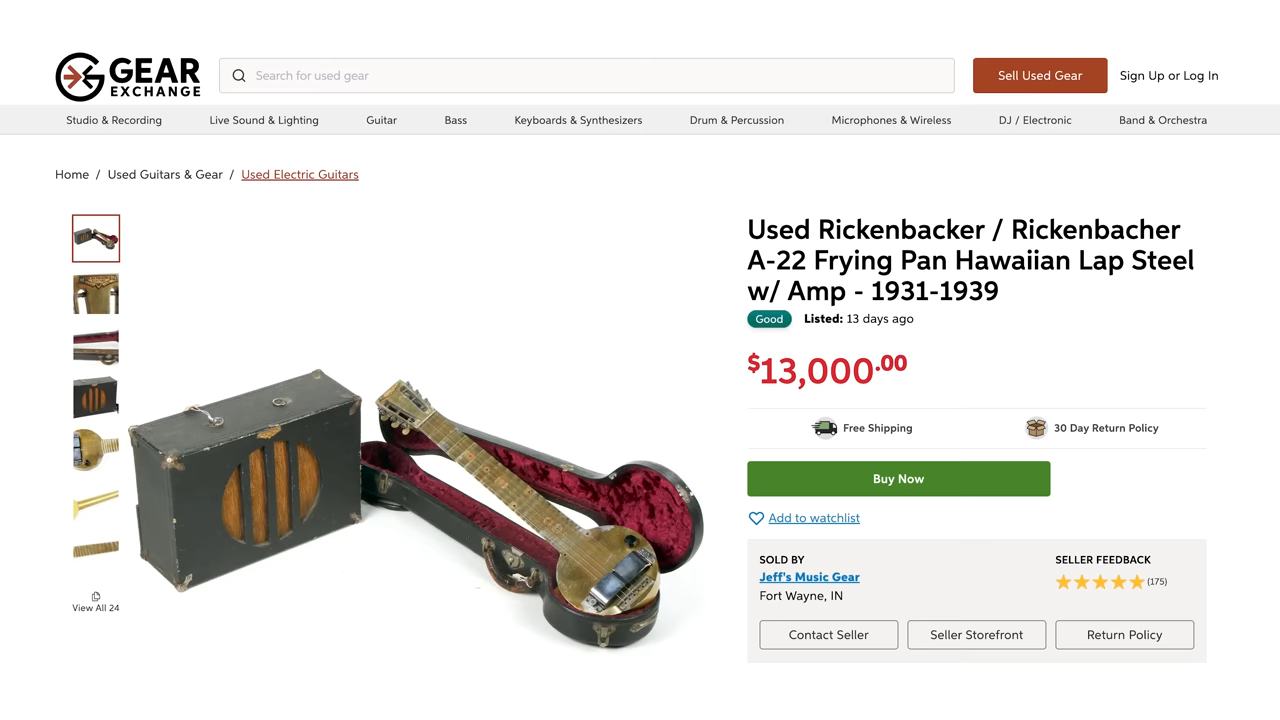 GEAR
EXCHANGE
Search for used gear
Sell Used Gear
Sign Up or Log In
Studio & Recording
Live Sound & Lighting
Guitar
Bass
Keyboards & Synthesizers
Drum & Percussion
Microphones & Wireless
DJ / Electronic
Band & Orchestra
Home / Used Guitars & Gear / Used Electric Guitars
Used Rickenbacker / Rickenbacher
A-22 Frying Pan Hawaiian Lap Steel
w/ Amp - 1931-1939
Good
Listed: 13 days ago
$13,000.00
Free Shipping
30 Day Return Policy
Buy Now
Add to watchlist
SOLD BY
Jeff's Music Gear
Fort Wayne, IN
SELLER FEEDBACK
(175)
Contact Seller
Seller Storefront
Return Policy
View All 24